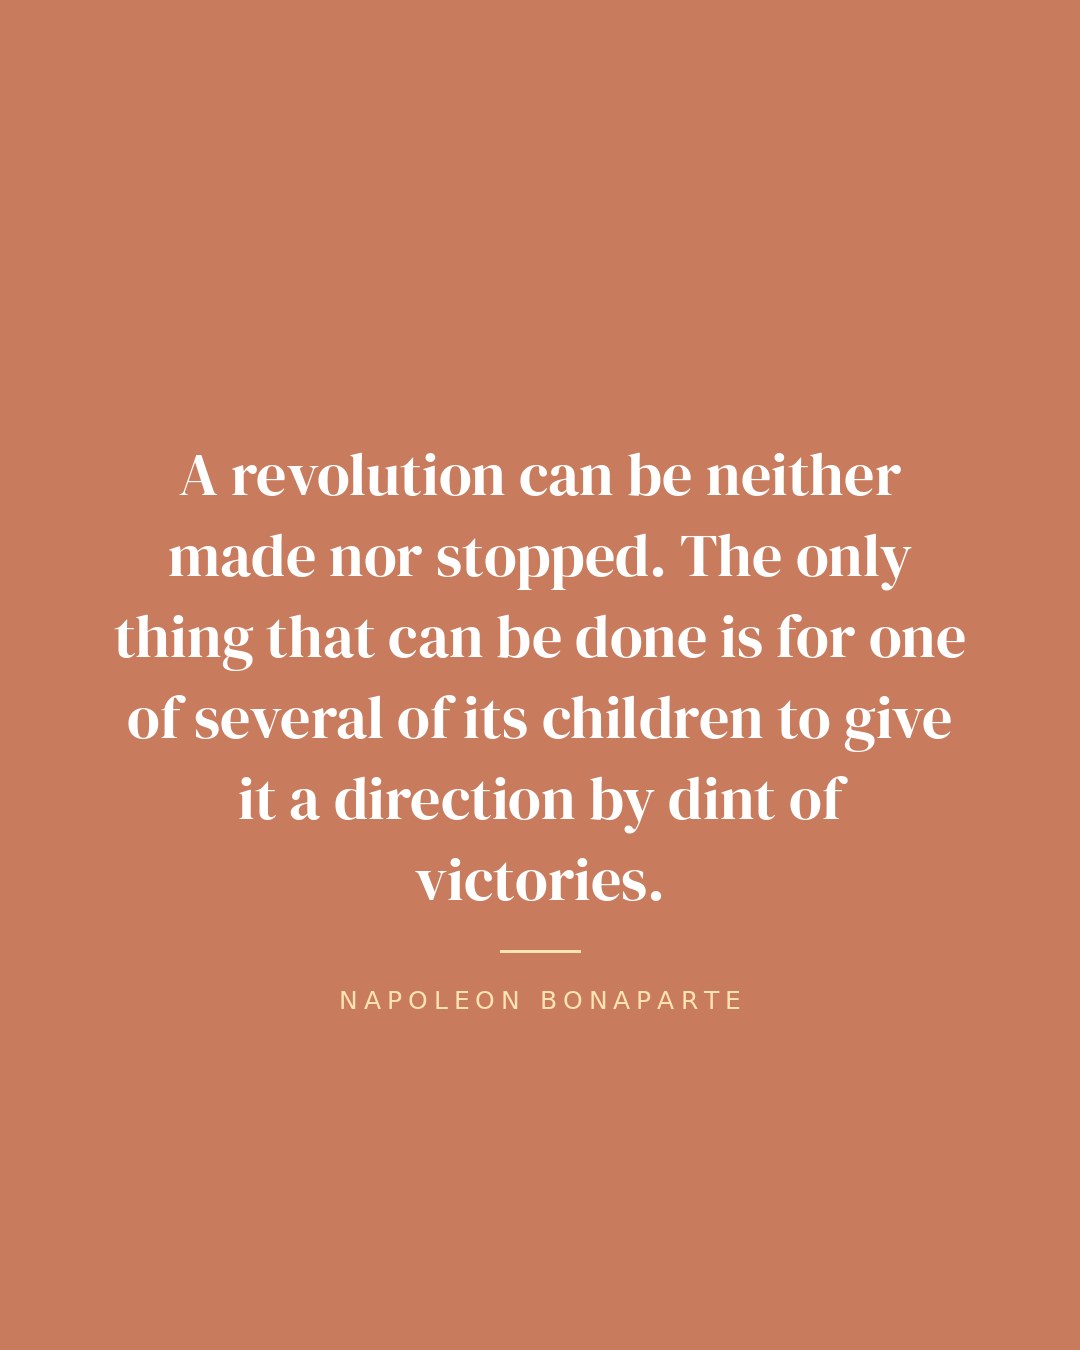 A revolution can be neither
made nor stopped. The only
thing that can be done is for one
of several of its children to give
it a direction by dint of
victories.
NAPOLEON BONAPARTE